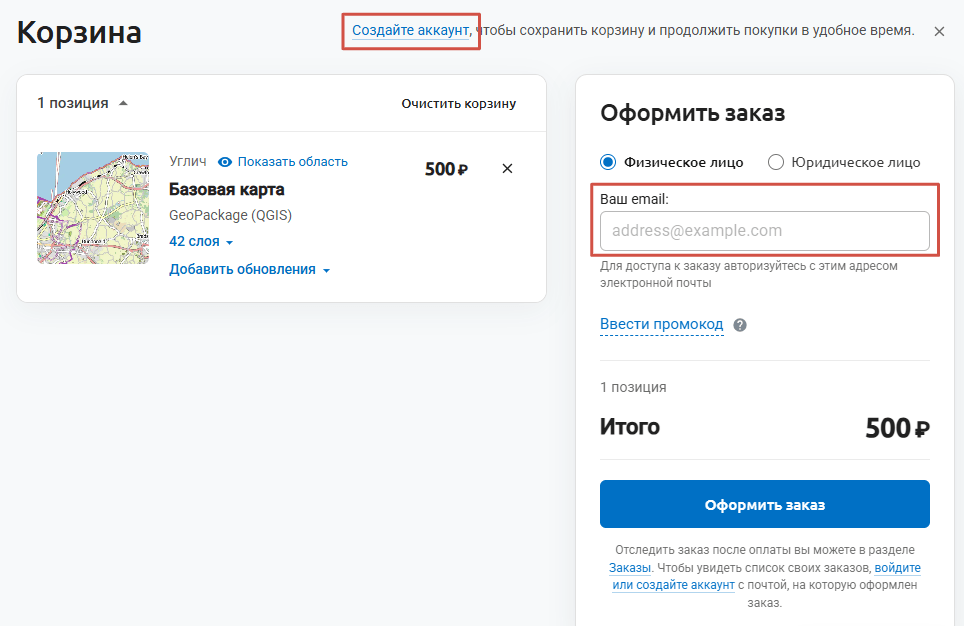 Корзина
Создайте аккаунт, чтобы сохранить корзину и продолжить покупки в удобное время.
1 позиция
Очистить корзину
Углич Показать область
500 ₽
Базовая карта
GeoPackage (QGIS)
42 слоя
Добавить обновления
Оформить заказ
Физическое лицо Юридическое лицо
Ваш email:
address@example.com
Для доступа к заказу авторизуйтесь с этим адресом
электронной почты
Ввести промокод ?
1 позиция
Итого 500 ₽
Оформить заказ
Отследить заказ после оплаты вы можете в разделе
Заказы. Чтобы увидеть список своих заказов, войдите
или создайте аккаунт с почтой, на которую оформлен
заказ.